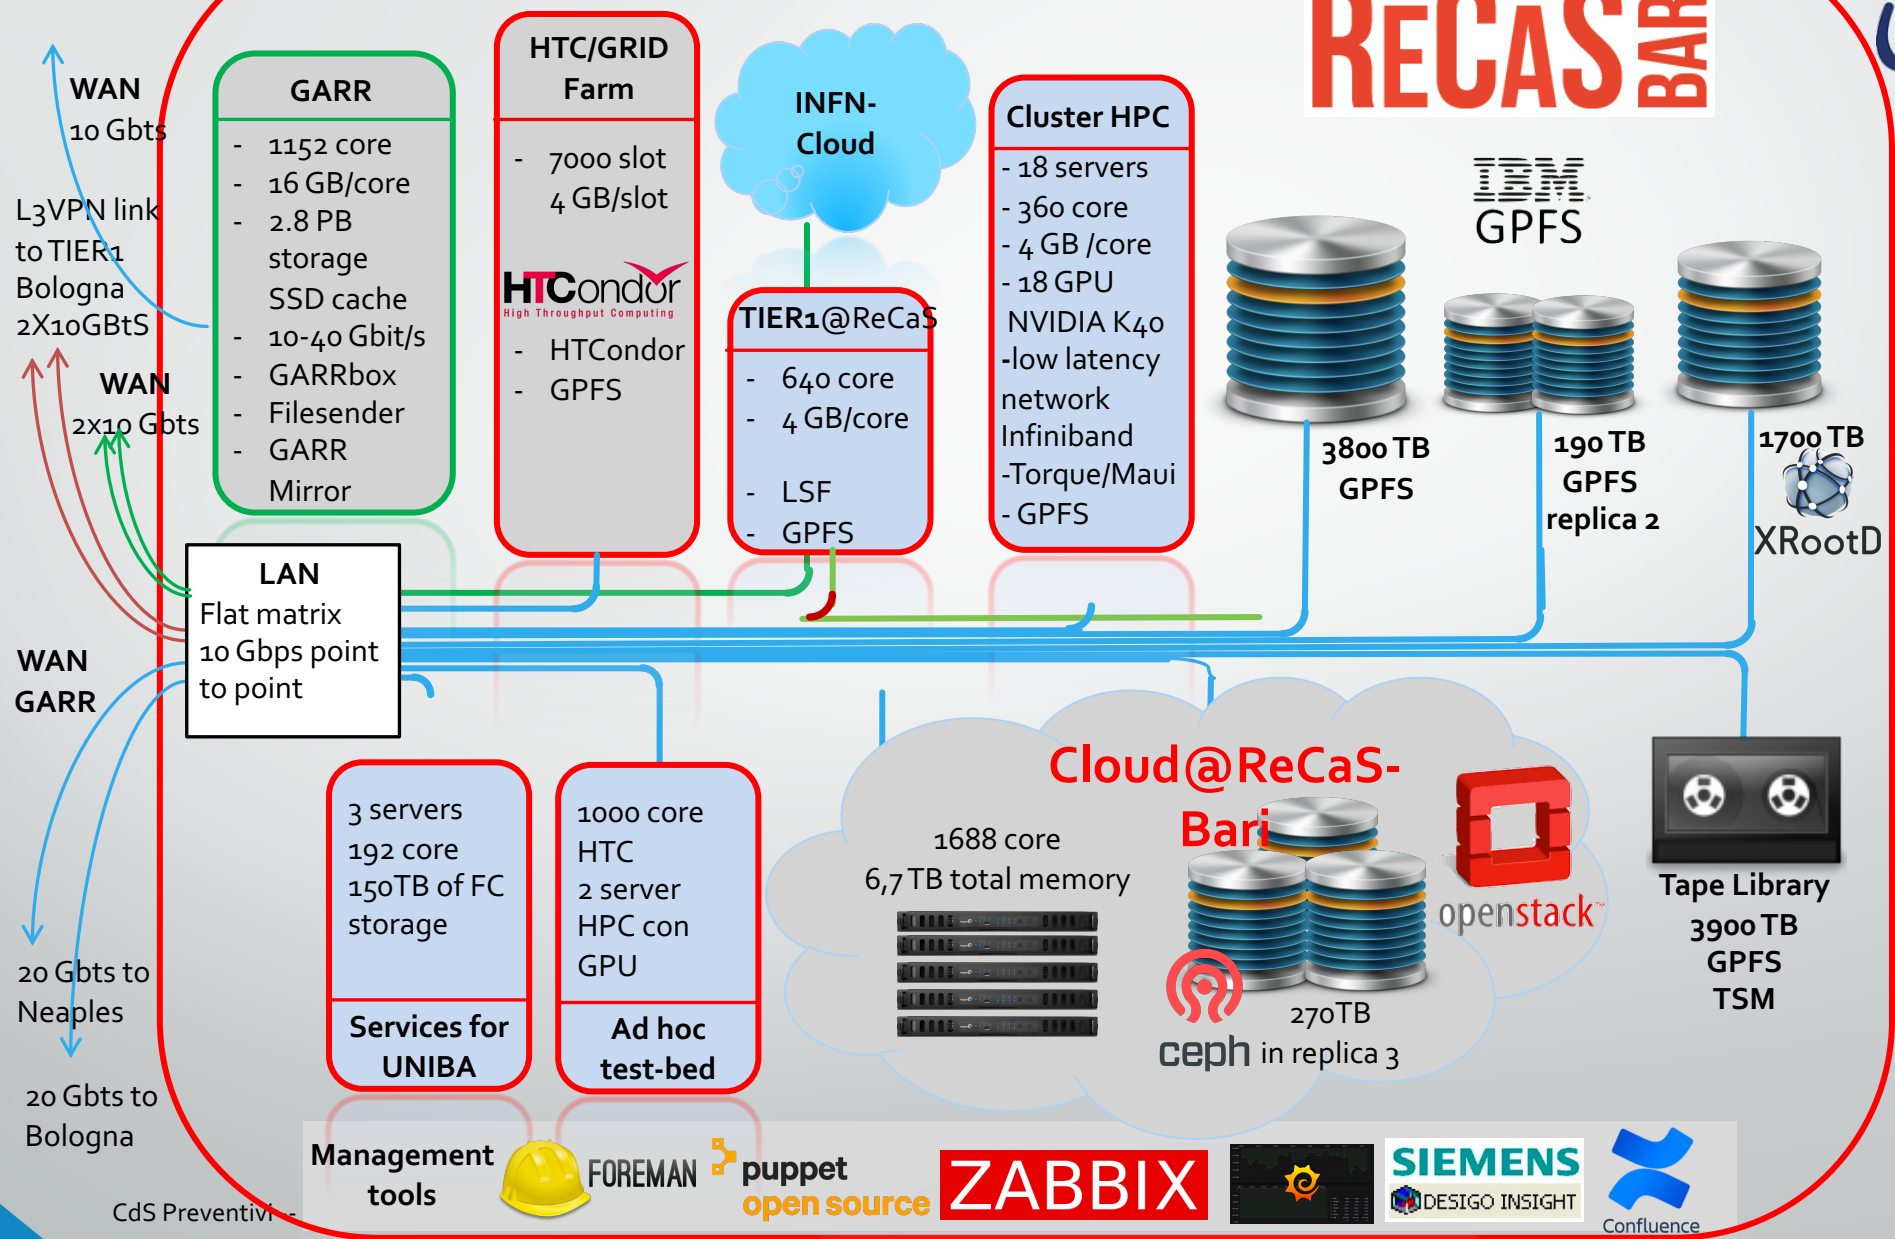 RECAS
BARI
WAN
10 Gbts
L3VPN link
to TIER1
Bologna
2X10GBtS
WAN
2x10 Gbts
WAN
GARR
20 Gbts to
Neaples
20 Gbts to
Bologna
GARR
- 1152 core
- 16 GB/core
- 2.8 PB
storage
SSD cache
- 10-40 Gbit/s
- GARRbox
- Filesender
- GARR
Mirror
HTC/GRID
Farm
- 7000 slot
4 GB/slot
HTCondor
High Throughput Computing
- HTCondor
- GPFS
INFN-
Cloud
TIER1@ReCaS
- 640 core
- 4 GB/core
- LSF
- GPFS
Cluster HPC
- 18 servers
- 360 core
- 4 GB /core
- 18 GPU
NVIDIA K40
-low latency
network
Infiniband
-Torque/Maui
- GPFS
IBM
GPFS
3800 TB
GPFS
190 TB
GPFS
replica 2
1700 TB
XRootD
LAN
Flat matrix
10 Gbps point
to point
3 servers
192 core
150TB of FC
storage
Services for
UNIBA
1000 core
HTC
2 server
HPC con
GPU
Ad hoc
test-bed
Cloud@ReCaS-
Bari
1688 core
6,7 TB total memory
openstack
ceph
270TB
in replica 3
Tape Library
3900 TB
GPFS
TSM
Management
tools
FOREMAN
puppet
open source
ZABBIX
SIEMENS
DESIGO INSIGHT
Confluence
CdS Preventivi --